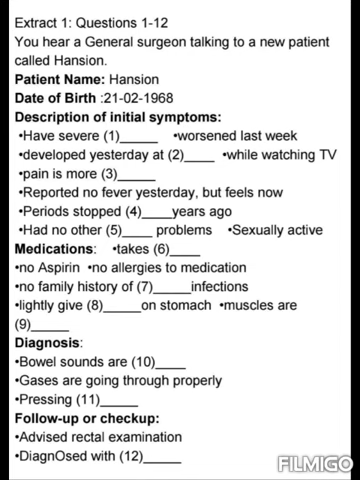 Extract 1: Questions 1-12
You hear a General surgeon talking to a new patient
called Hansion.
Patient Name: Hansion
Date of Birth :21-02-1968
Description of initial symptoms:
•Have severe (1)_____ •worsened last week
•developed yesterday at (2)____ •while watching TV
•pain is more (3)_____
•Reported no fever yesterday, but feels now
•Periods stopped (4)____years ago
•Had no other (5)____ problems •Sexually active
Medications: •takes (6)____
•no Aspirin •no allergies to medication
•no family history of (7)_____infections
•lightly give (8)_____on stomach •muscles are
(9)_____
Diagnosis:
•Bowel sounds are (10)____
•Gases are going through properly
•Pressing (11)_____
Follow-up or checkup:
•Advised rectal examination
•DiagnOsed with (12)_____
FILMIGO